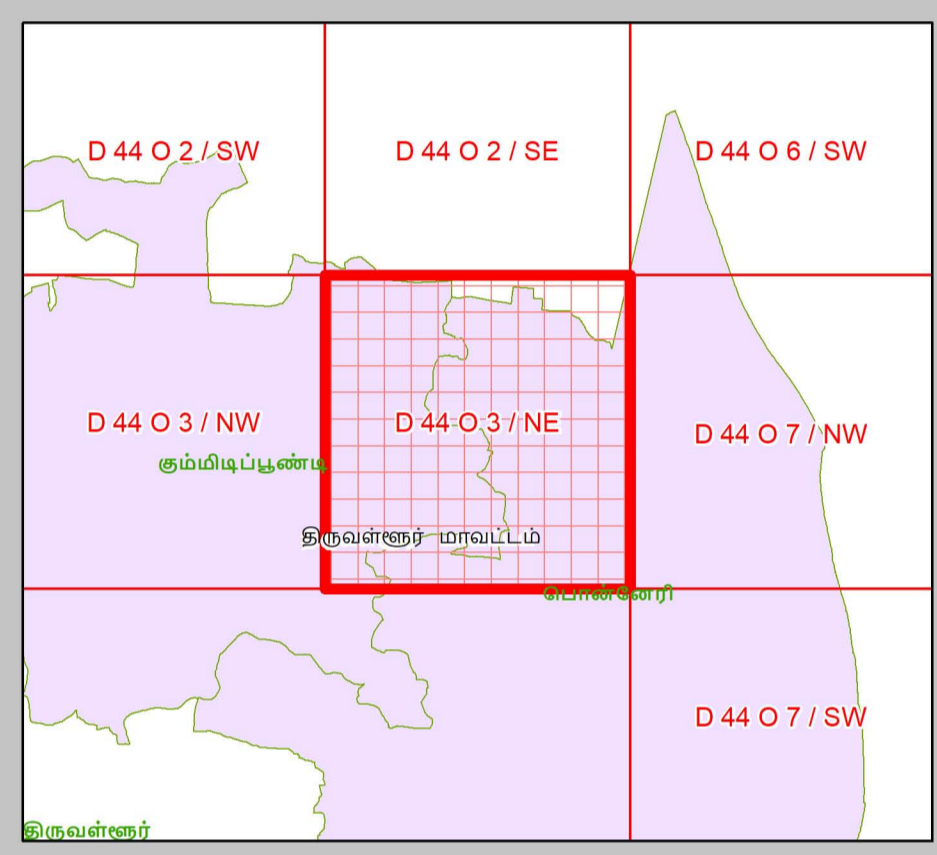 D 44 O 2 / SW
D 44 O 2 / SE
D 44 O 6 / SW
D 44 O 3 / NW
D 44 O 3 / NE
D 44 O 7 / NW
கும்மிடிப்பூண்டி
திருவள்ளூர் மாவட்டம்
பொன்னேரி
D 44 O 7 / SW
திருவள்ளூர்